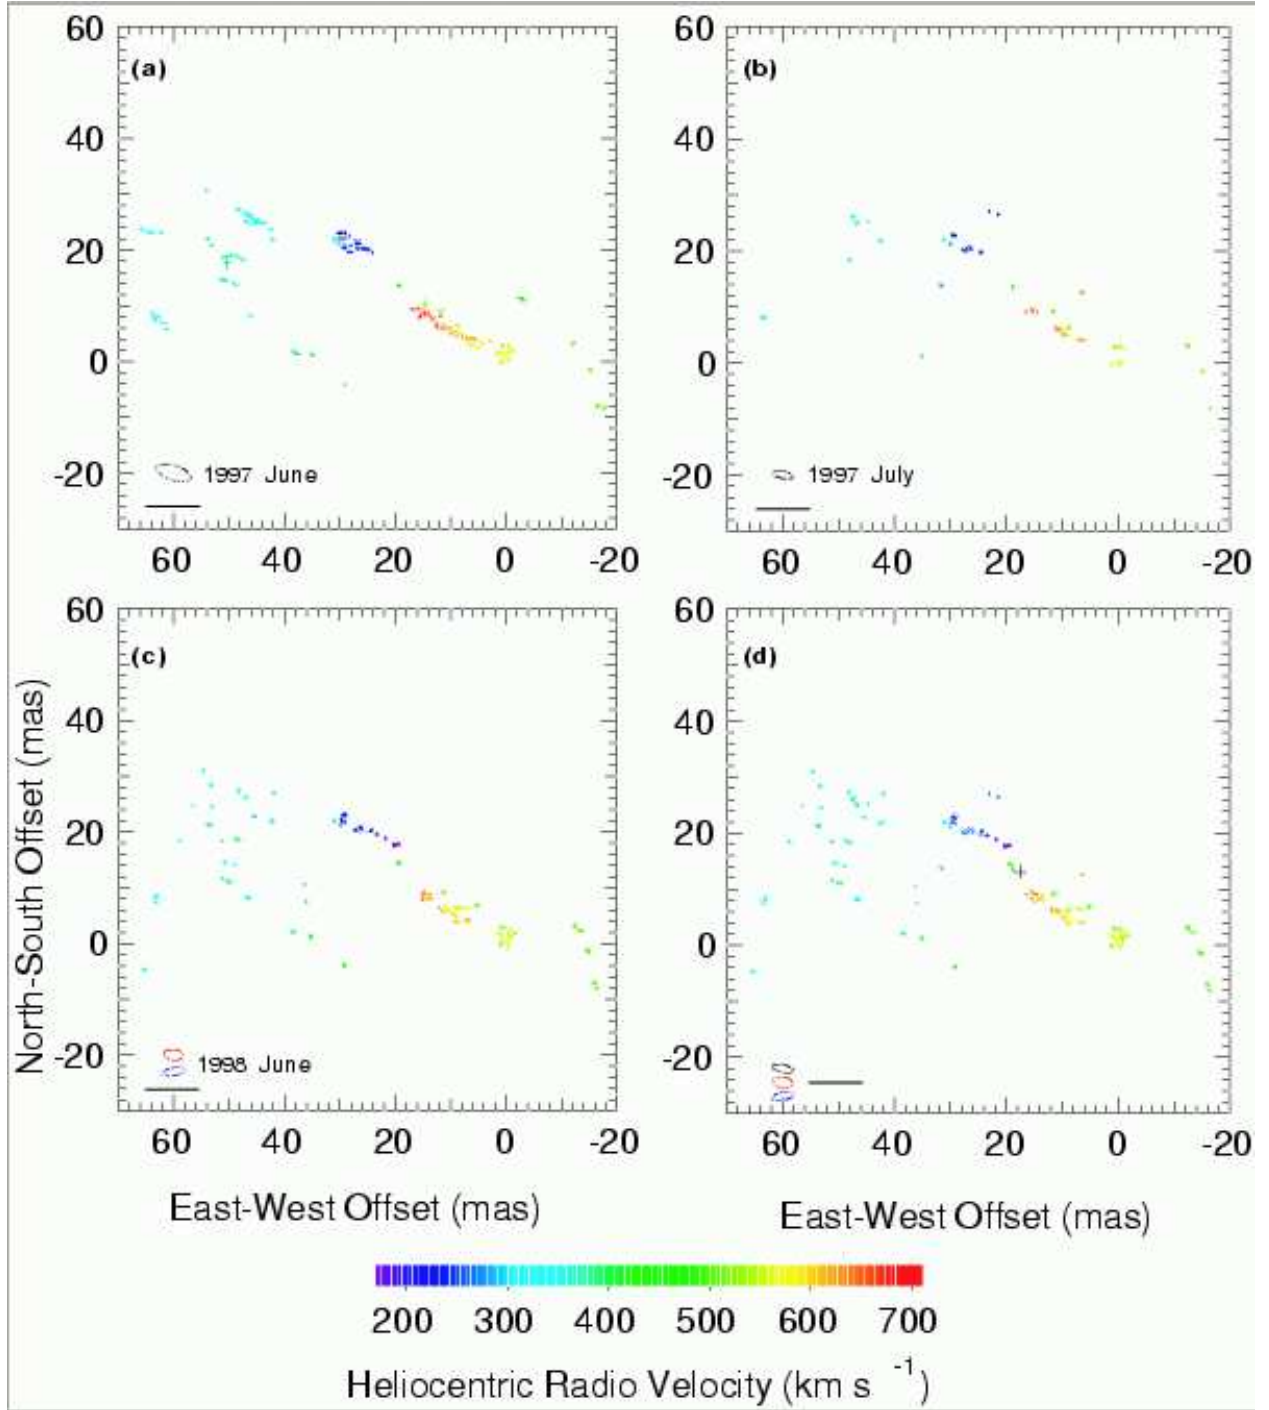 60
40
20
0
-20
(a)
1997 June
60 40 20 0 -20
60
40
20
0
-20
(b)
1997 July
60 40 20 0 -20
North-South Offset (mas)
60
40
20
0
-20
(c)
1998 June
60 40 20 0 -20
East-West Offset (mas)
60
40
20
0
-20
(d)
60 40 20 0 -20
East-West Offset (mas)
200 300 400 500 600 700
Heliocentric Radio Velocity (km s -1)